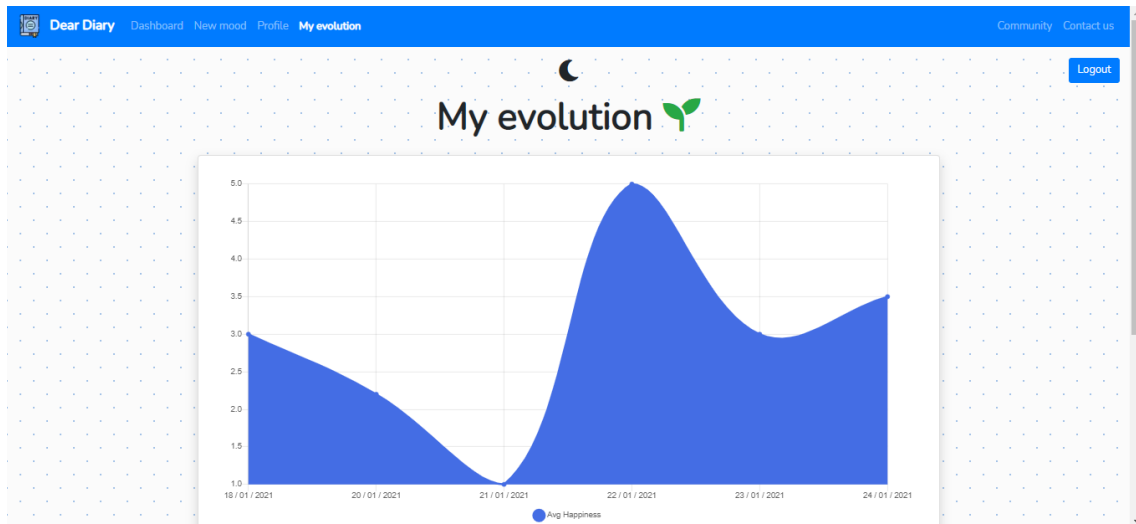 DIARY
Dear Diary Dashboard New mood Profile My evolution Community Contact us
Logout
My evolution
5.0
4.5
4.0
3.5
3.0
2.5
2.0
1.5
1.0
18 / 01 / 2021 20 / 01 / 2021 21 / 01 / 2021 22 / 01 / 2021 23 / 01 / 2021 24 / 01 / 2021
Avg Happiness